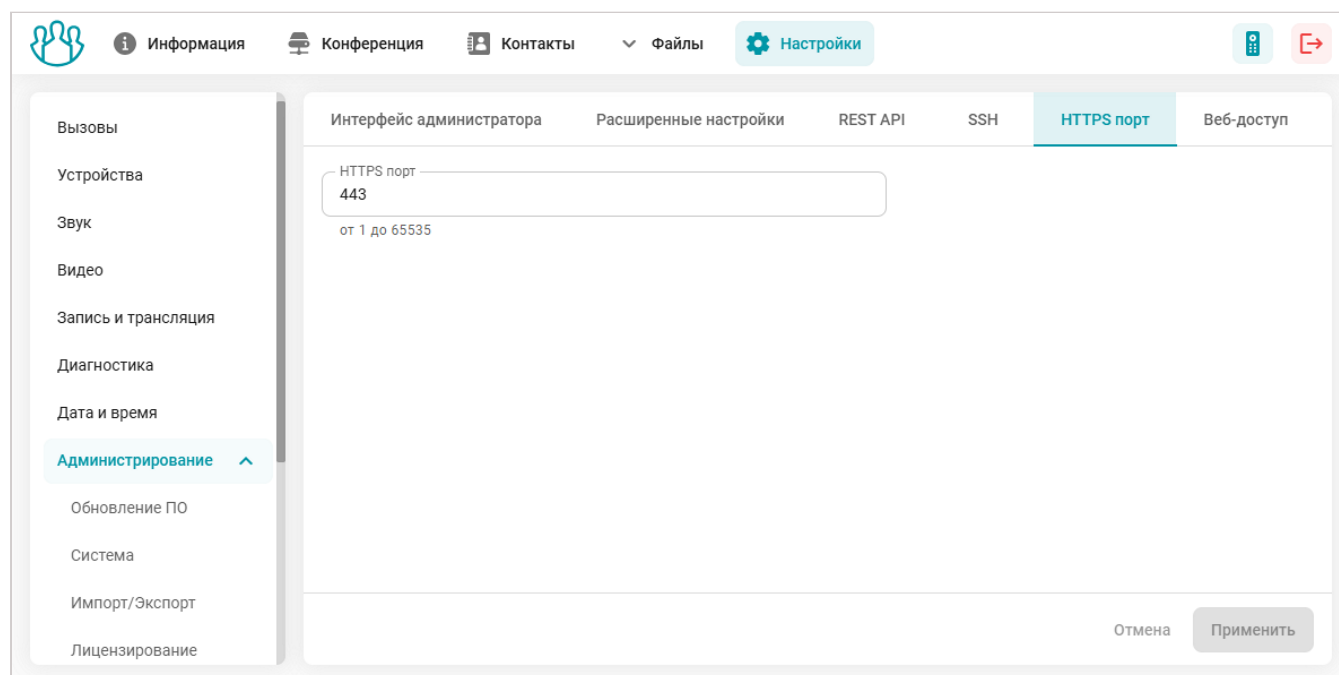 Информация
Конференция
Контакты
Файлы
Настройки
Вызовы
Устройства
Звук
Видео
Запись и трансляция
Диагностика
Дата и время
Администрирование
Обновление ПО
Система
Импорт/Экспорт
Лицензирование
Интерфейс администратора
Расширенные настройки
REST API
SSH
HTTPS порт
Веб-доступ
HTTPS порт
443
от 1 до 65535
Отмена
Применить